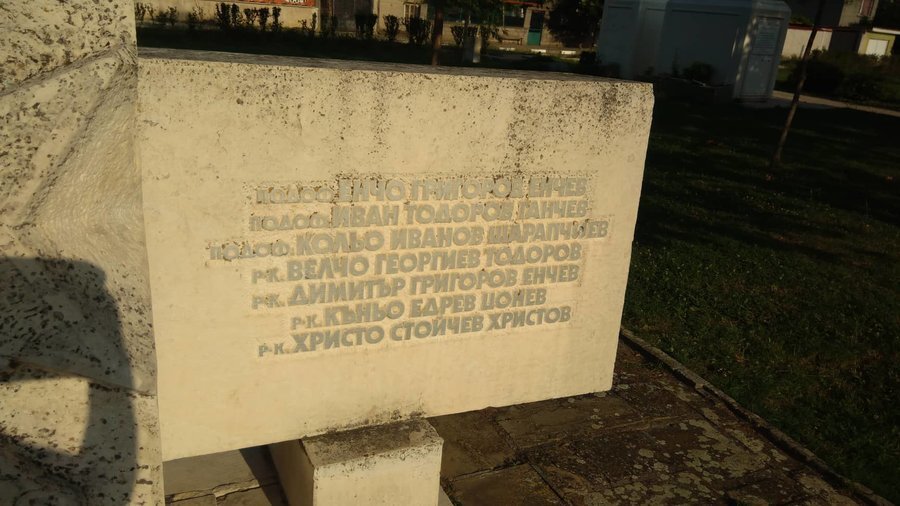 ПОДОФ. ЕНЧО ГРИГОРОВ ЕНЧЕВ
ПОДОФ. ИВАН ТОДОРОВ ГАНЧЕВ
ПОДОФ. КОЛЬО ИВАНОВ ШАРАПЧИЕВ
Р-К. ВЕЛЧО ГЕОРГИЕВ ТОДОРОВ
Р-К. ДИМИТЪР ГРИГОРОВ ЕНЧЕВ
Р-К. КЪНЬО ЕДРЕВ ЦОНЕВ
Р-К. ХРИСТО СТОЙЧЕВ ХРИСТОВ